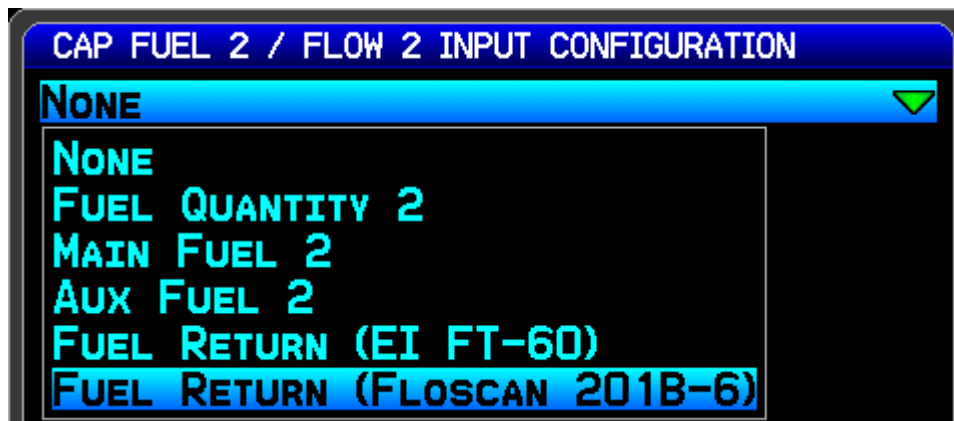 CAP FUEL 2 / FLOW 2 INPUT CONFIGURATION
NONE
NONE
FUEL QUANTITY 2
MAIN FUEL 2
AUX FUEL 2
FUEL RETURN (EI FT-60)
FUEL RETURN (FLOSCAN 201B-6)